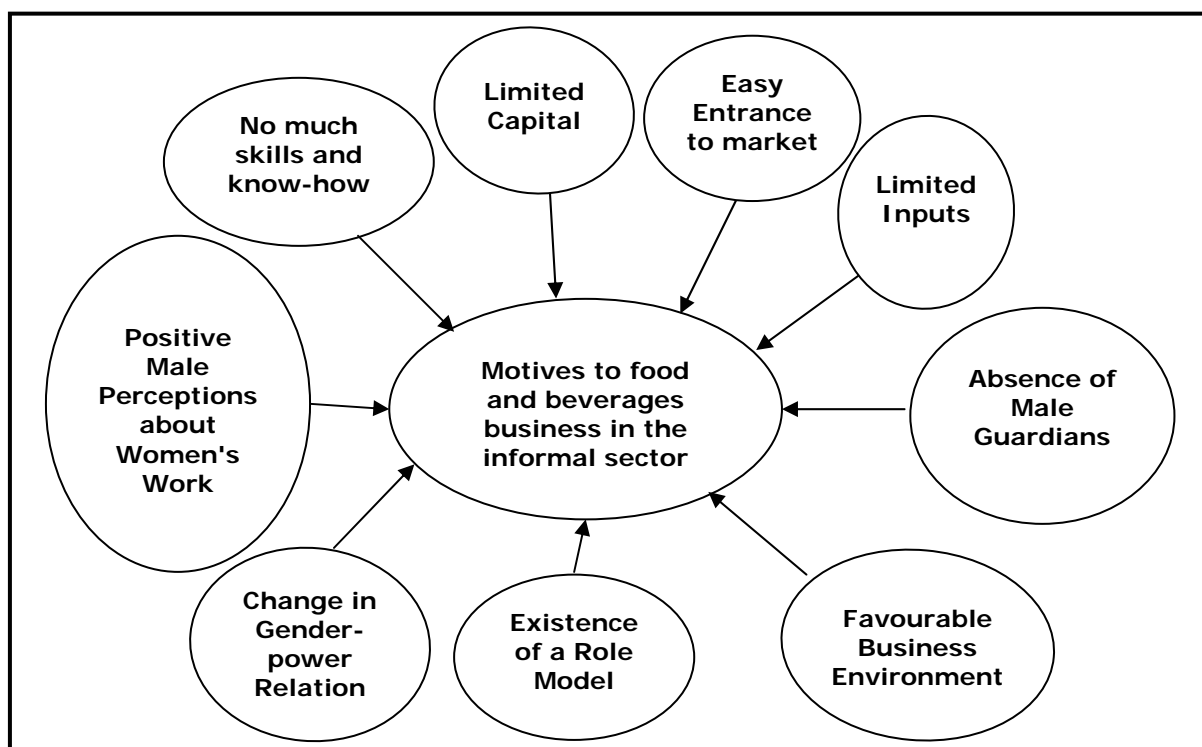 No much
skills and
know-how
Limited
Capital
Easy
Entrance
to market
Limited
Inputs
Positive
Male
Perceptions
about
Women's
Work
Motives to food
and beverages
business in the
informal sector
Absence of
Male
Guardians
Change in
Gender-
power
Relation
Existence
of a Role
Model
Favourable
Business
Environment